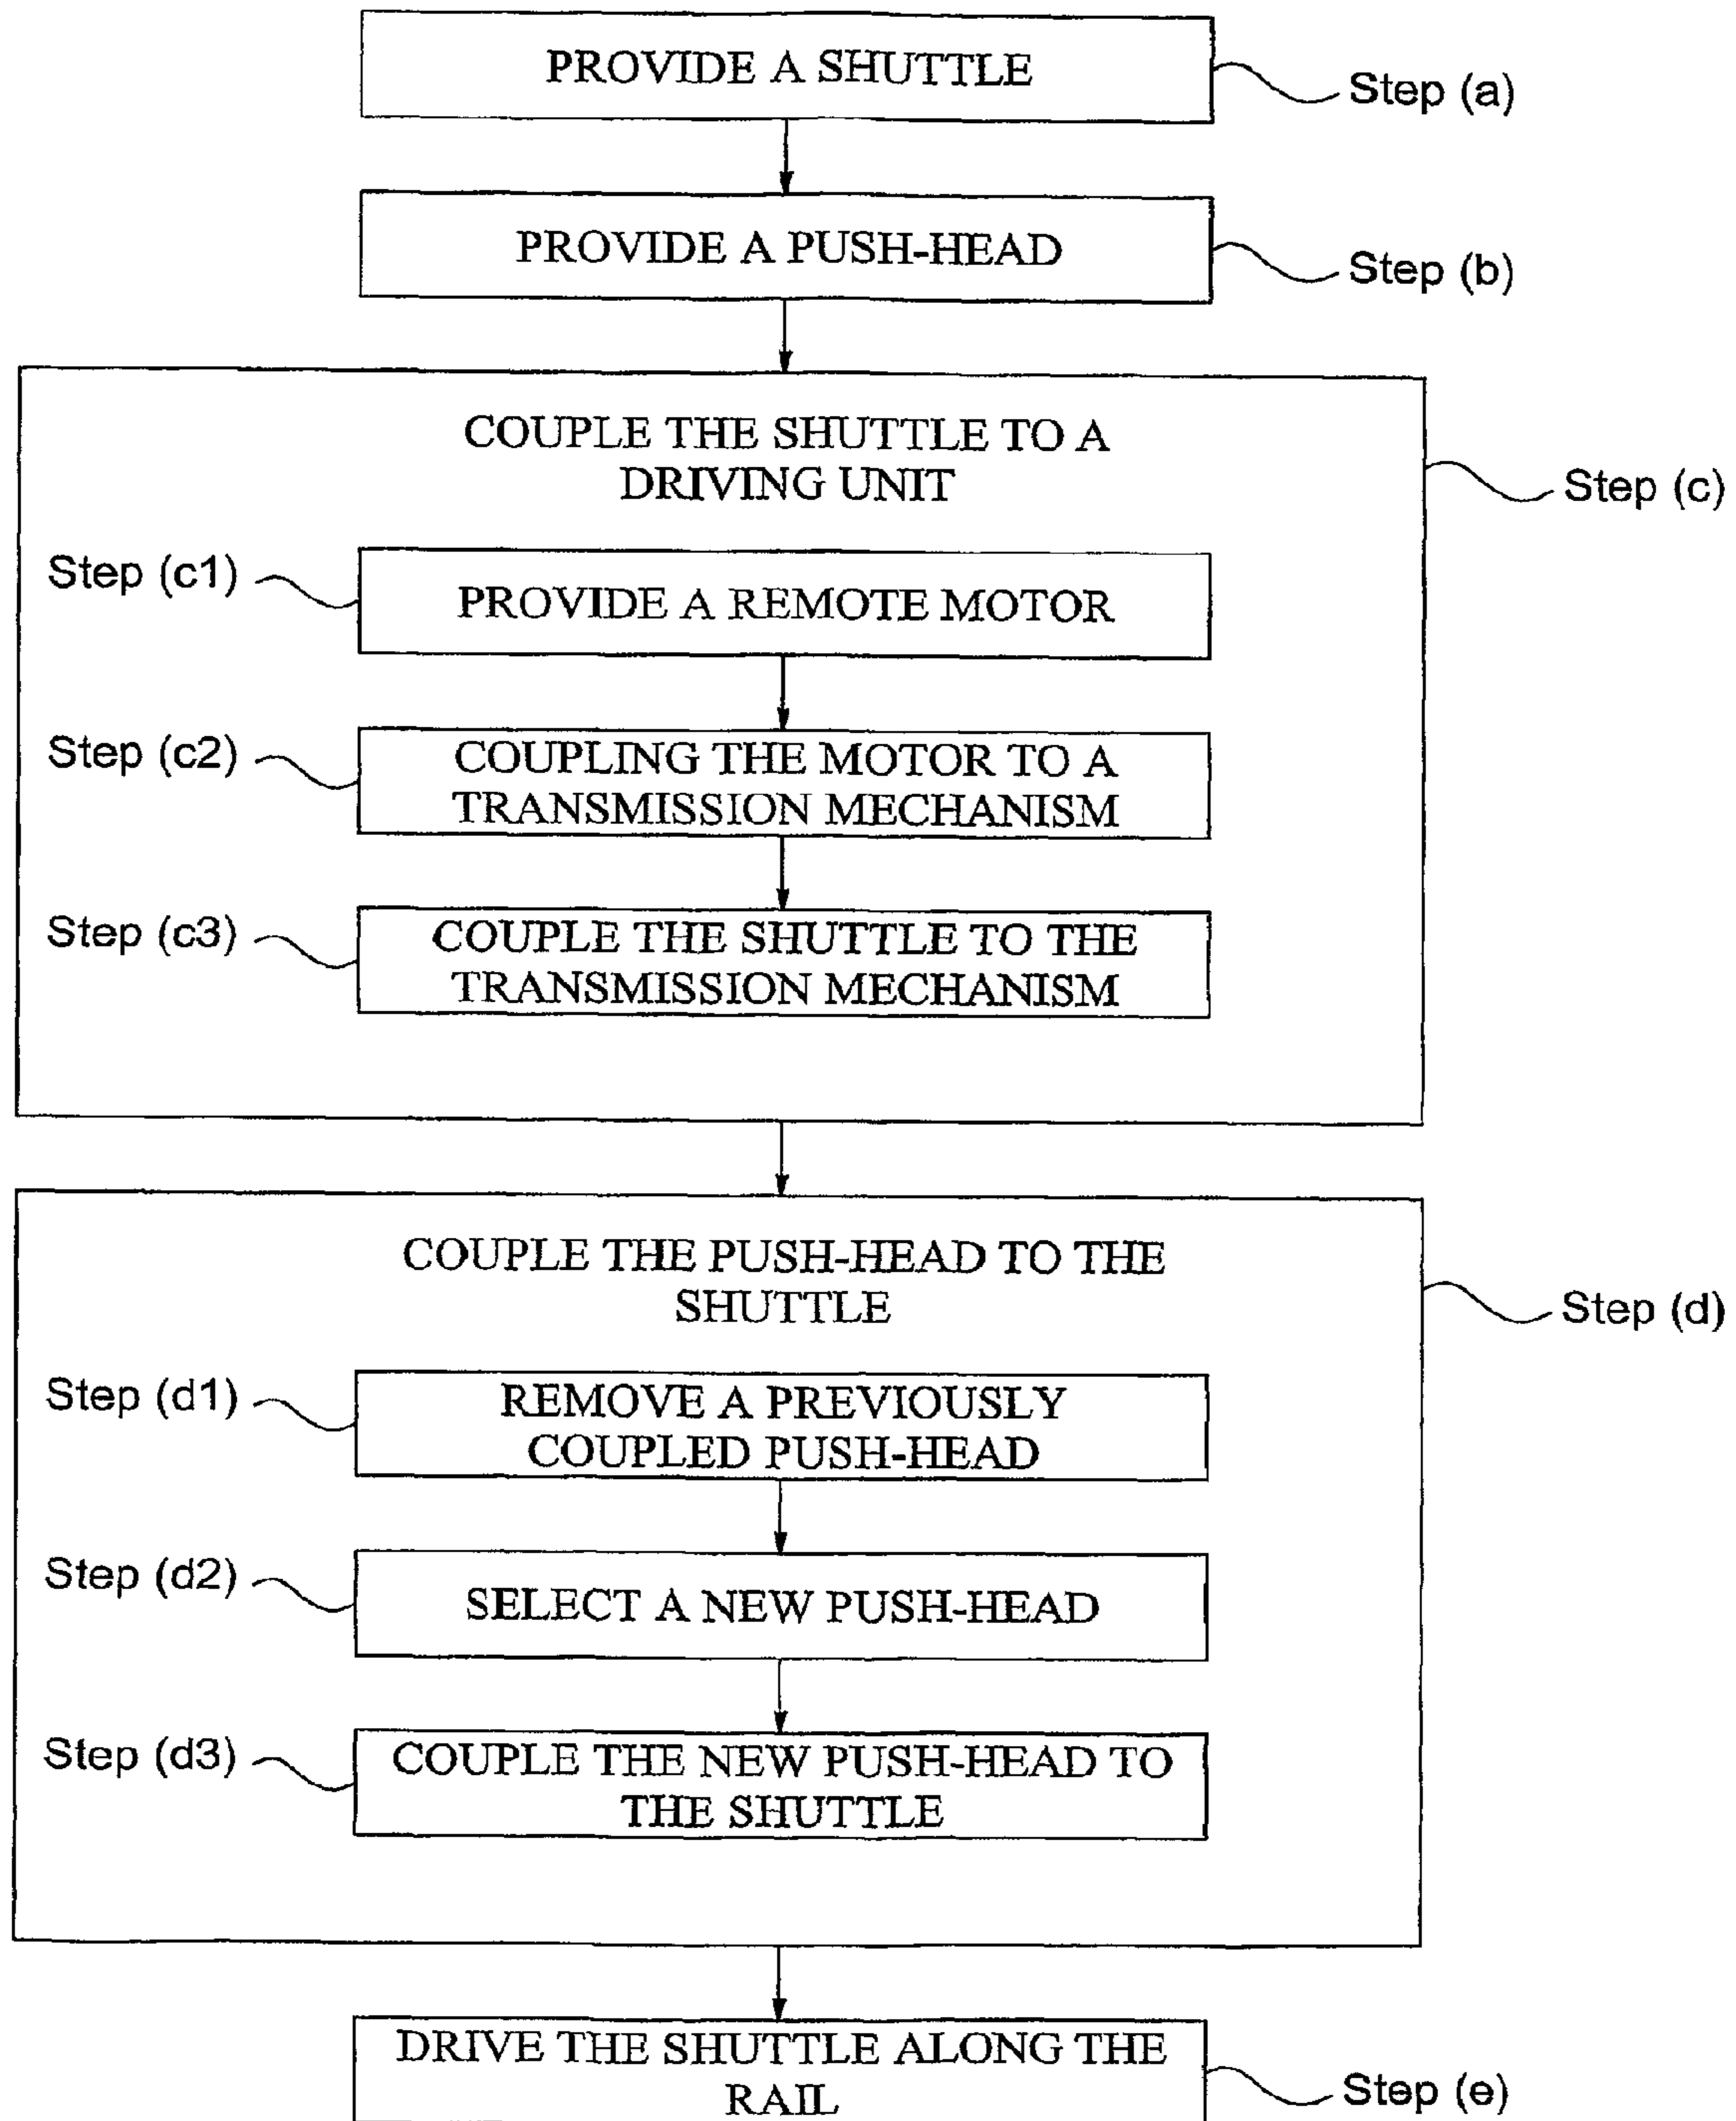 PROVIDE A SHUTTLE
Step (a)
PROVIDE A PUSH-HEAD
Step (b)
COUPLE THE SHUTTLE TO A
DRIVING UNIT
Step (c)
Step (c1)
PROVIDE A REMOTE MOTOR
Step (c2)
COUPLING THE MOTOR TO A
TRANSMISSION MECHANISM
Step (c3)
COUPLE THE SHUTTLE TO THE
TRANSMISSION MECHANISM
COUPLE THE PUSH-HEAD TO THE
SHUTTLE
Step (d)
Step (d1)
REMOVE A PREVIOUSLY
COUPLED PUSH-HEAD
Step (d2)
SELECT A NEW PUSH-HEAD
Step (d3)
COUPLE THE NEW PUSH-HEAD TO
THE SHUTTLE
DRIVE THE SHUTTLE ALONG THE
RAIL
Step (e)